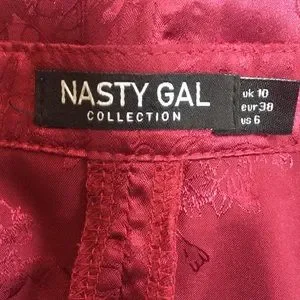 NASTY GAL
COLLECTION
uk 10
eur 38
us 6